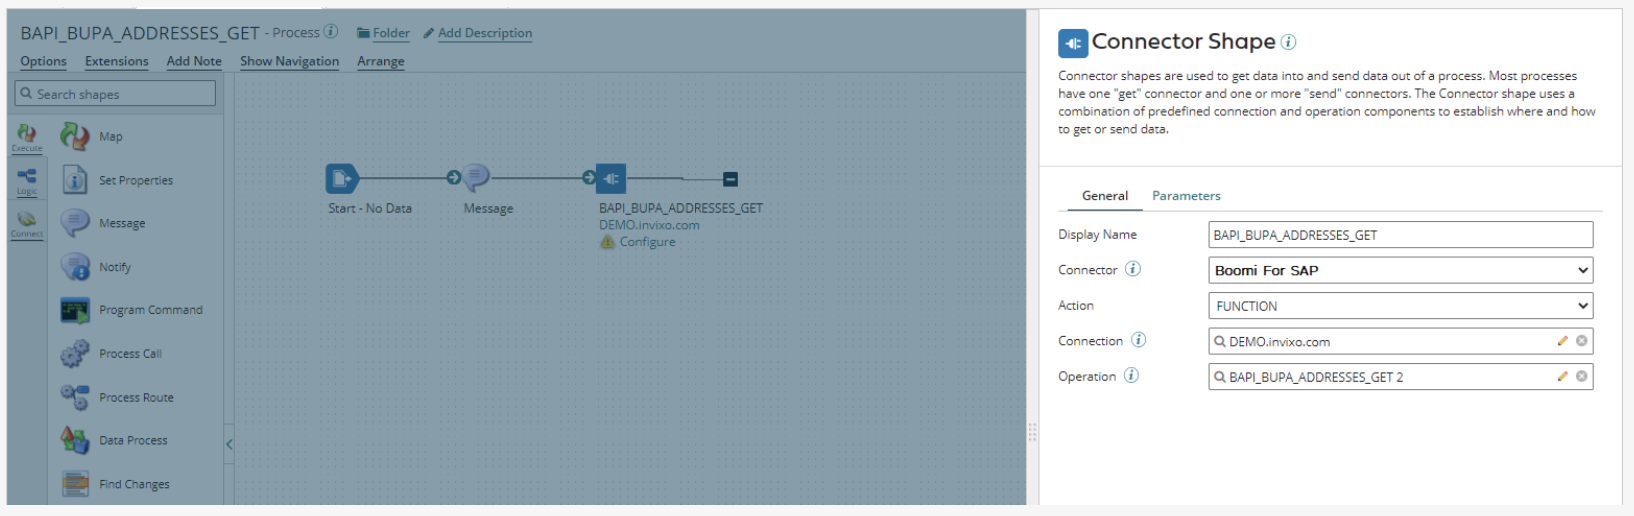 BAPI_BUPA_ADDRESSES_GET - Process Folder Add Description
Options Extensions Add Note Show Navigation Arrange
Search shapes
Execute
Logic
Connect
Map
Set Properties
Message
Notify
Program Command
Process Call
Process Route
Data Process
Find Changes
Start - No Data
Message
BAPI_BUPA_ADDRESSES_GET
DEMO.invixo.com
Configure
Connector Shape
Connector shapes are used to get data into and send data out of a process. Most processes
have one "get" connector and one or more "send" connectors. The Connector shape uses a
combination of predefined connection and operation components to establish where and how
to get or send data.
General Parameters
Display Name BAPI_BUPA_ADDRESSES_GET
Connector Boomi For SAP
Action FUNCTION
Connection DEMO.invixo.com
Operation BAPI_BUPA_ADDRESSES_GET 2